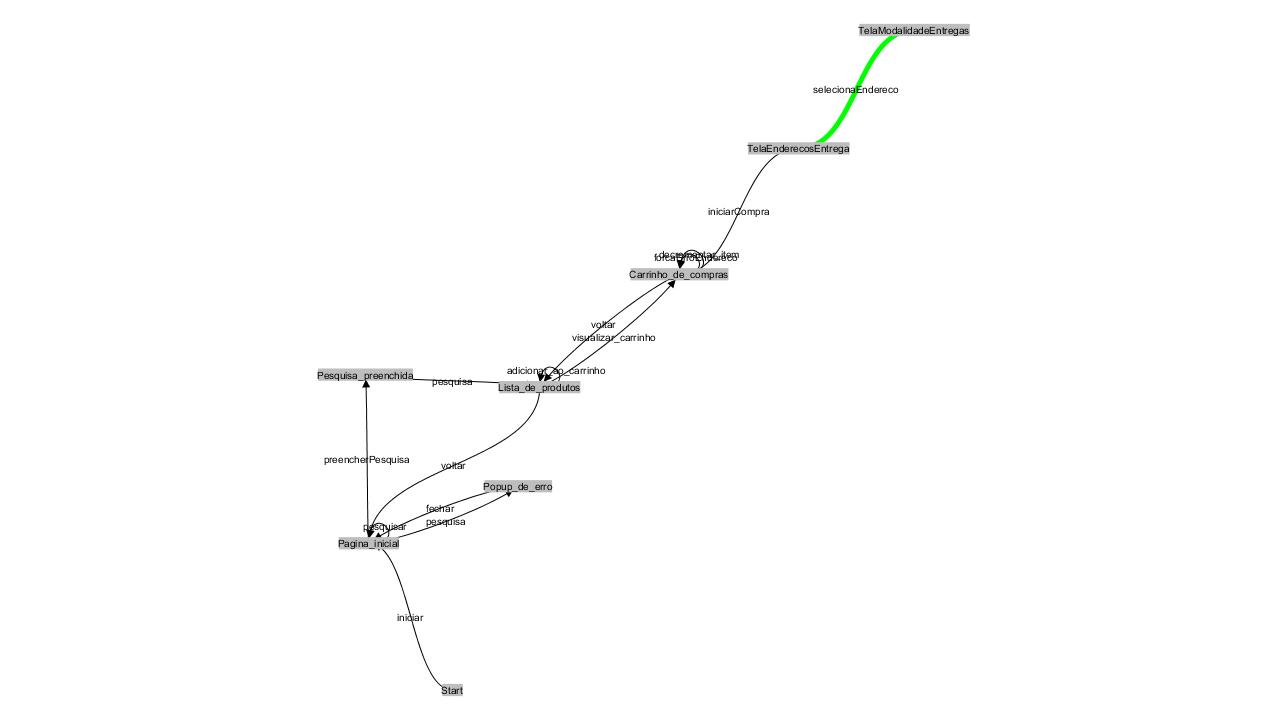 TelaModalidadeEntregas
selecionaEndereco
TelaEnderecosEntrega
iniciarCompra
decrementar_item
Carrinho_de_compras
voltar
visualizar_carrinho
adicionar_ao_carrinho
Pesquisa_preenchida
pesquisa
Lista_de_produtos
preencherPesquisa
voltar
Popup_de_erro
fechar
pesquisa
pesquisar
Pagina_inicial
iniciar
Start